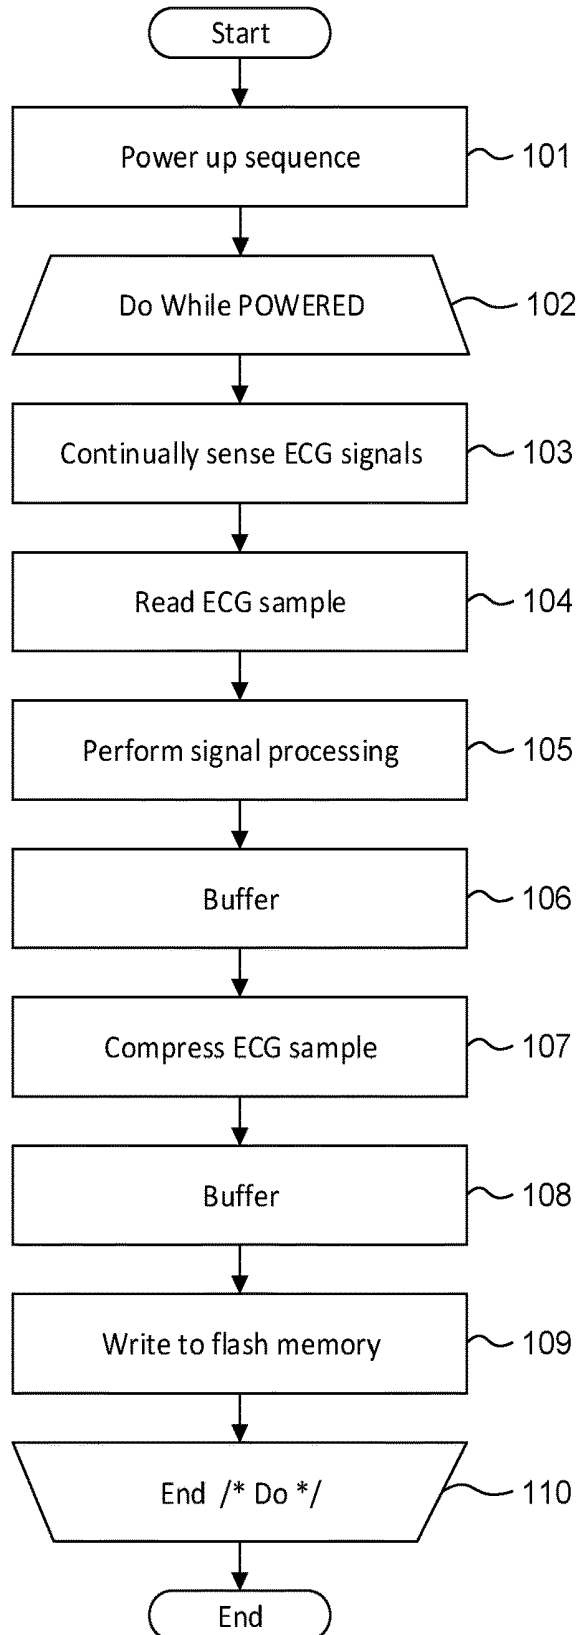 Start
Power up sequence 101
Do While POWERED 102
Continually sense ECG signals 103
Read ECG sample 104
Perform signal processing 105
Buffer 106
Compress ECG sample 107
Buffer 108
Write to flash memory 109
End /* Do */ 110
End